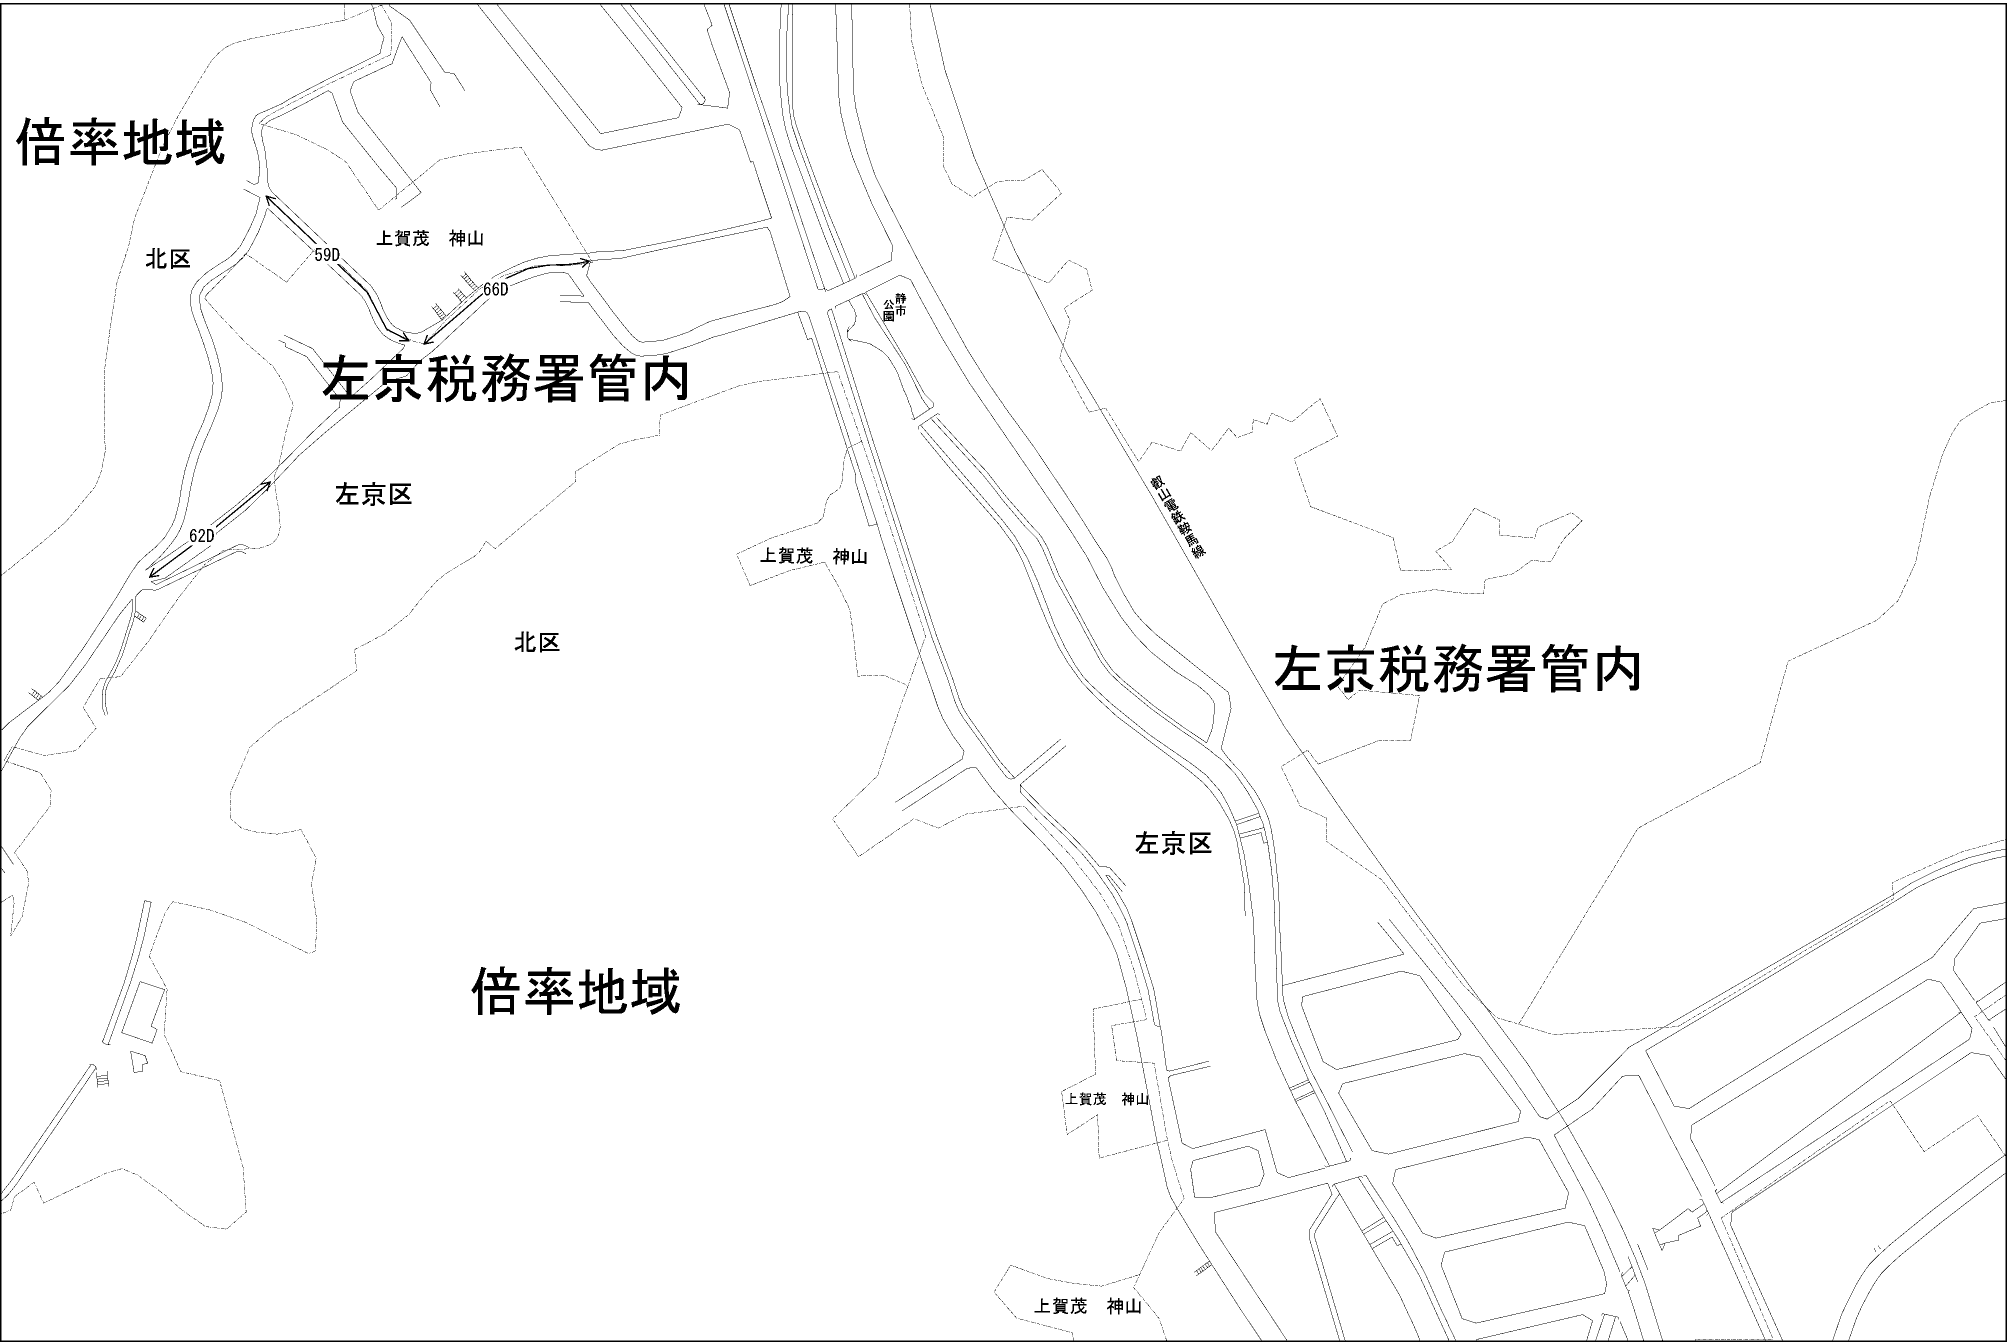 倍率地域
北区
上賀茂　神山
59D
66D
静市
公園
左京税務署管内
左京区
62D
上賀茂　神山
叡山電鉄鞍馬線
北区
左京税務署管内
左京区
倍率地域
上賀茂　神山
上賀茂　神山